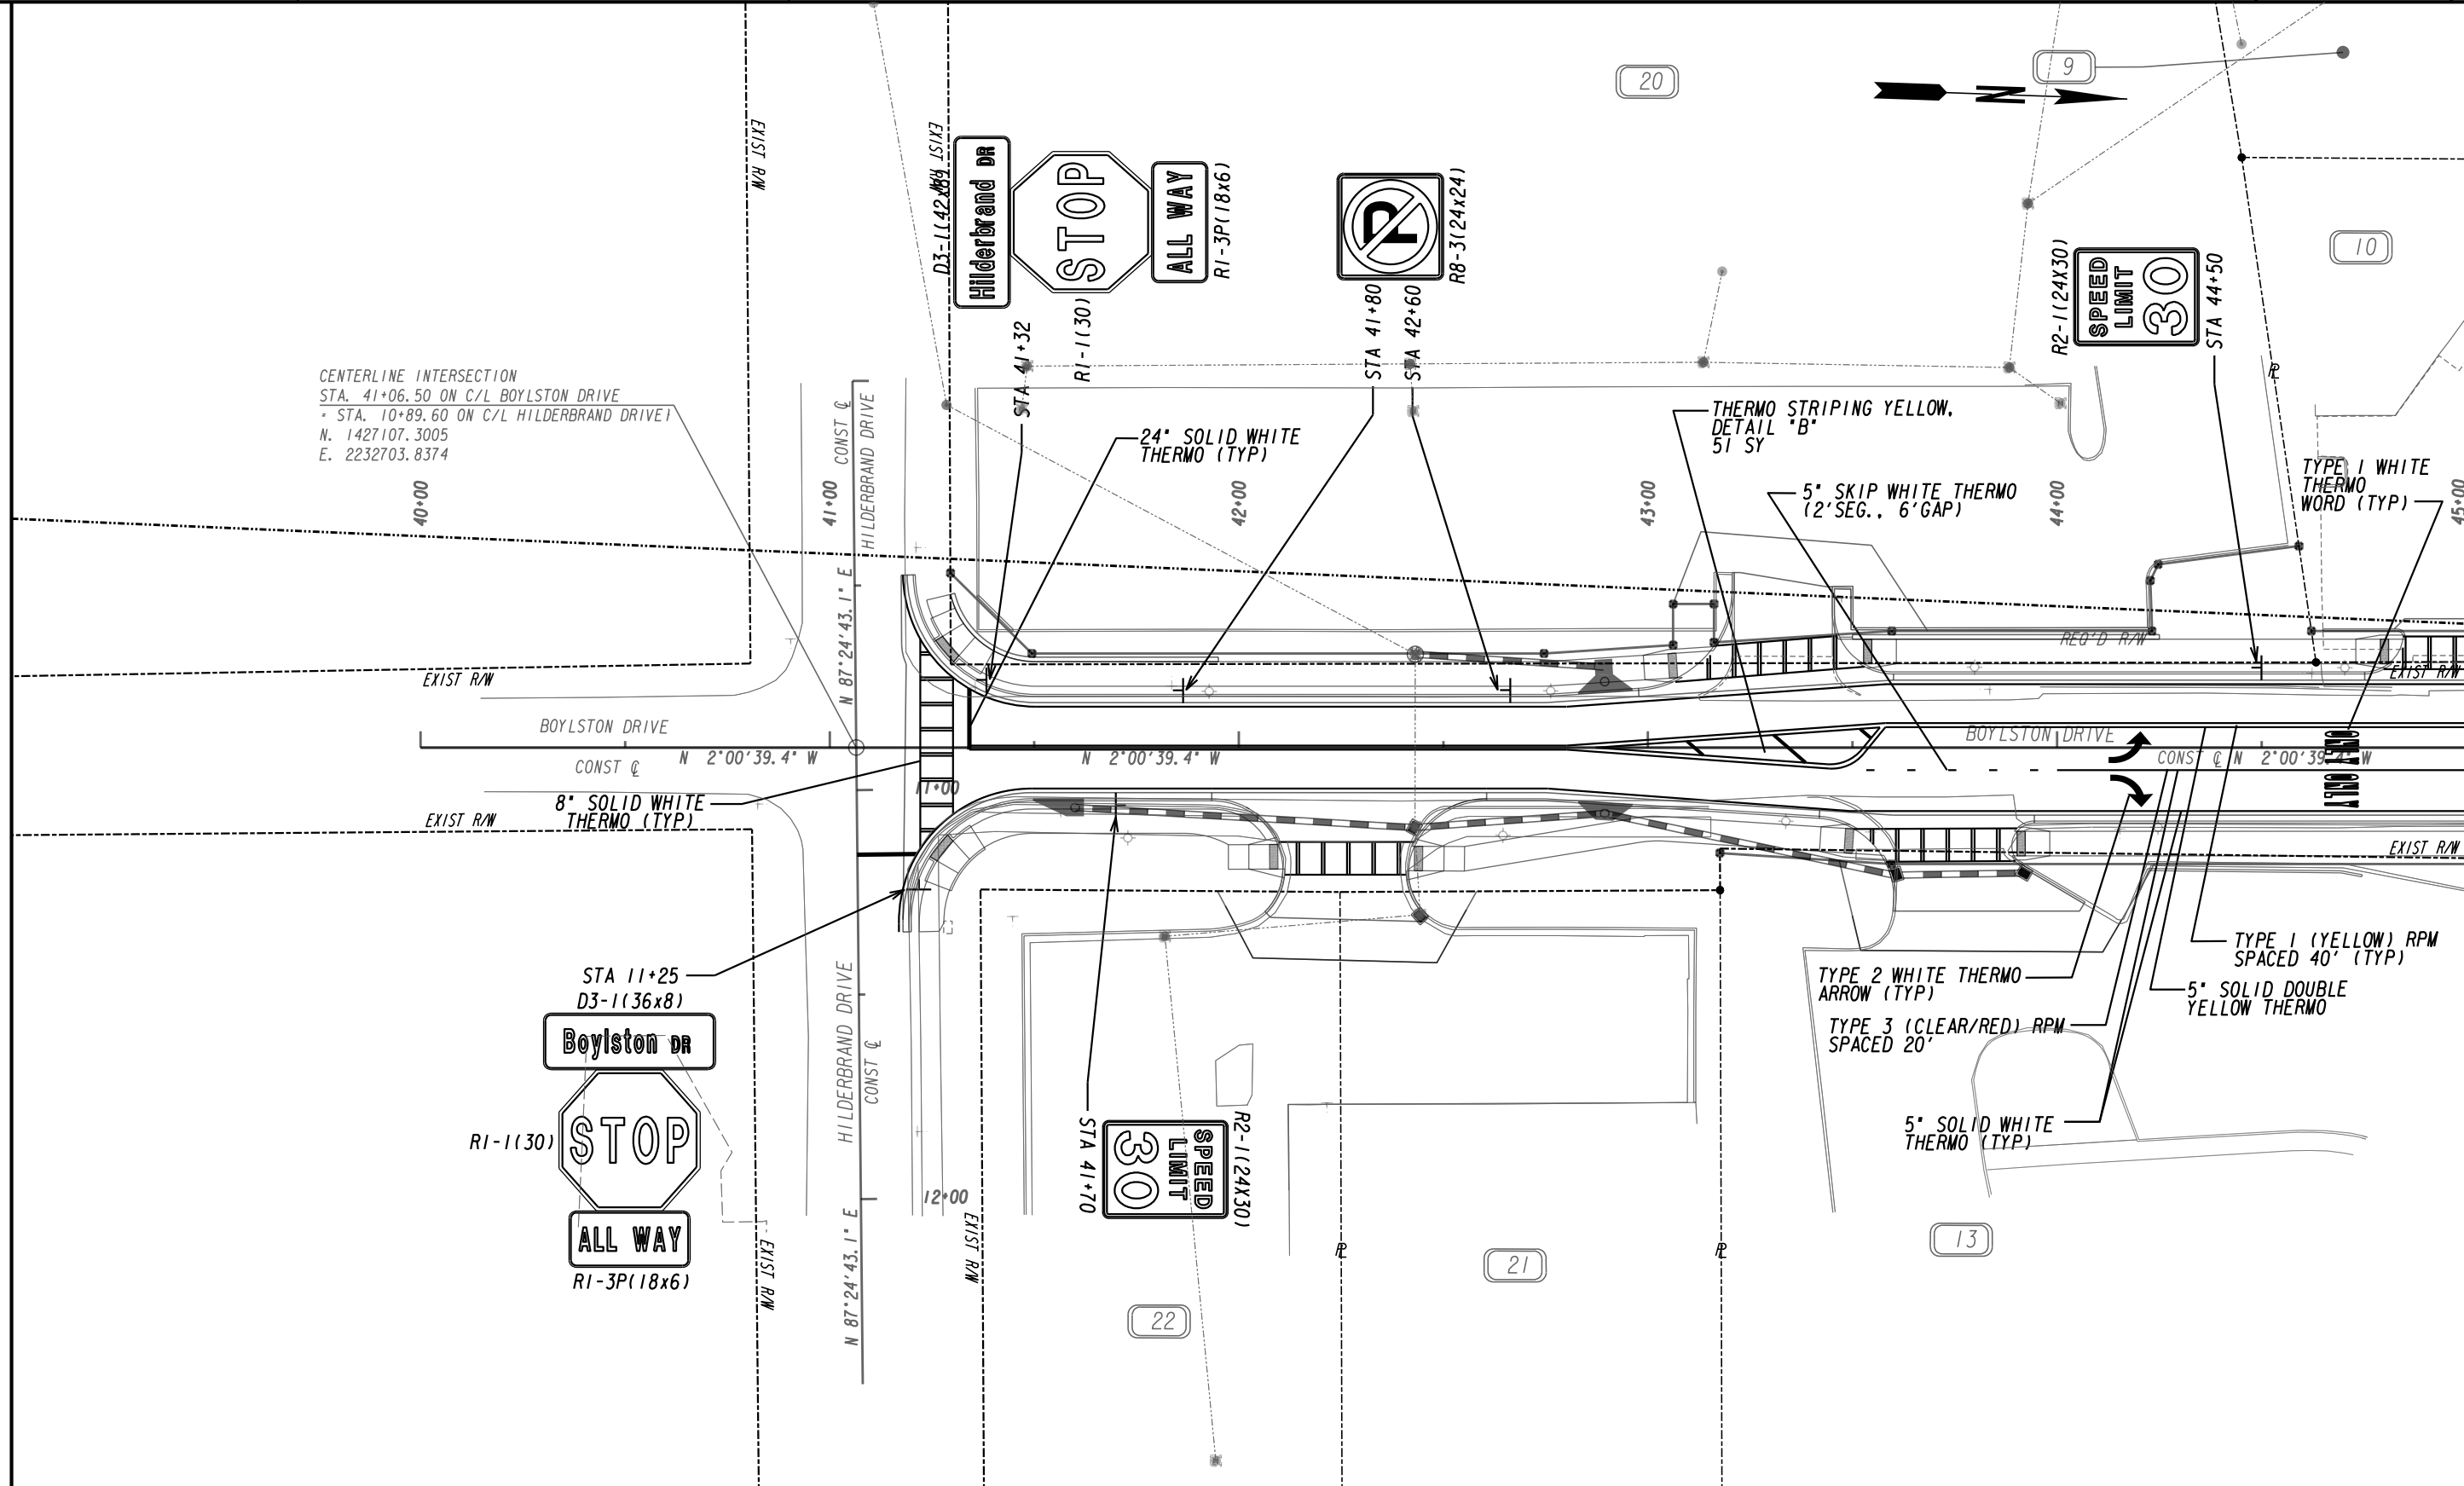 20
9
N
10
EXIST R/W
EXIST R/W
D3-1(42x8)
Hilderbrand DR
STOP
ALL WAY
R1-3P(18x6)
R1-1(30)
STA 41+32
P
R8-3(24x24)
STA 41+80
STA 42+60
R2-1(24X30)
SPEED
LIMIT
30
STA 44+50
CENTERLINE INTERSECTION
STA. 41+06.50 ON C/L BOYLSTON DRIVE
= STA. 10+89.60 ON C/L HILDERBRAND DRIVE)
N. 1427107.3005
E. 2232703.8374
CONST ℄
HILDERBRAND DRIVE
24" SOLID WHITE
THERMO (TYP)
THERMO STRIPING YELLOW,
DETAIL "B"
51 SY
5" SKIP WHITE THERMO
(2'SEG., 6'GAP)
TYPE 1 WHITE
THERMO
WORD (TYP)
PL
40+00
41+00
42+00
43+00
44+00
45+00
N 87°24'43.1" E
REQ'D R/W
EXIST R/W
EXIST R/W
BOYLSTON DRIVE
CONST ℄
N 2°00'39.4" W
N 2°00'39.4" W
BOYLSTON DRIVE
CONST ℄ N 2°00'39.4" W
ONLY
ONLY
11+00
8" SOLID WHITE
THERMO (TYP)
EXIST R/W
EXIST R/W
STA 11+25
D3-1(36x8)
Boylston DR
STOP
R1-1(30)
ALL WAY
R1-3P(18x6)
HILDERBRAND DRIVE
CONST ℄
N 87°24'43.1" E
12+00
EXIST R/W
EXIST R/W
STA 41+70
SPEED
LIMIT
30
R2-1(24X30)
TYPE 1 (YELLOW) RPM
SPACED 40' (TYP)
TYPE 2 WHITE THERMO
ARROW (TYP)
5" SOLID DOUBLE
YELLOW THERMO
TYPE 3 (CLEAR/RED) RPM
SPACED 20'
5" SOLID WHITE
THERMO (TYP)
PL
PL
13
21
22